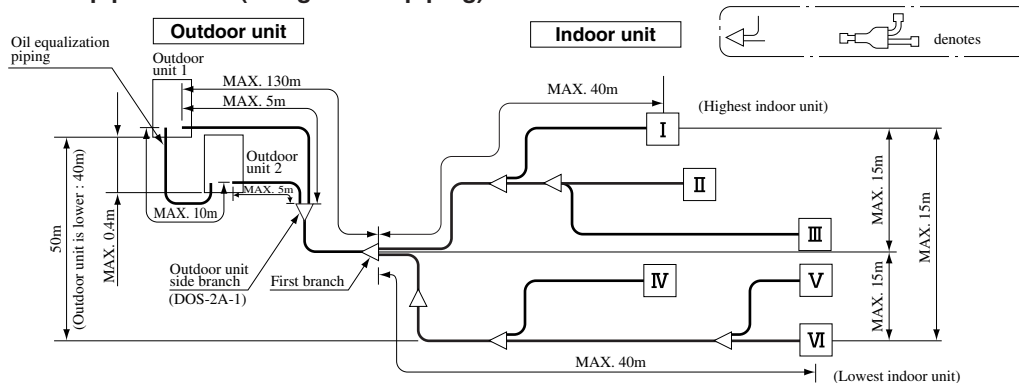 Outdoor unit
Indoor unit
denotes
Oil equalization
piping
Outdoor
unit 1
MAX. 130m
MAX. 5m
MAX. 40m
(Highest indoor unit)
I
Outdoor
unit 2
MAX. 5m
II
MAX. 10m
III
50m
(Outdoor unit is lower : 40m)
MAX. 0.4m
MAX. 15m
MAX. 15m
MAX. 15m
Outdoor unit
side branch
(DOS-2A-1)
First branch
IV
V
VI
MAX. 40m
(Lowest indoor unit)